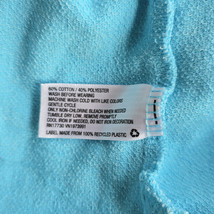 60% COTTON / 40% POLYESTER
WASH BEFORE WEARING
MACHINE WASH COLD WITH LIKE COLORS
GENTLE CYCLE
ONLY NON-CHLORINE BLEACH WHEN NEEDED
TUMBLE DRY LOW. REMOVE PROMPTLY
COOL IRON IF NEEDED. DO NOT IRON DECORATION
RN17730 VN1973991
LABEL MADE FROM 100% RECYCLED PLASTIC